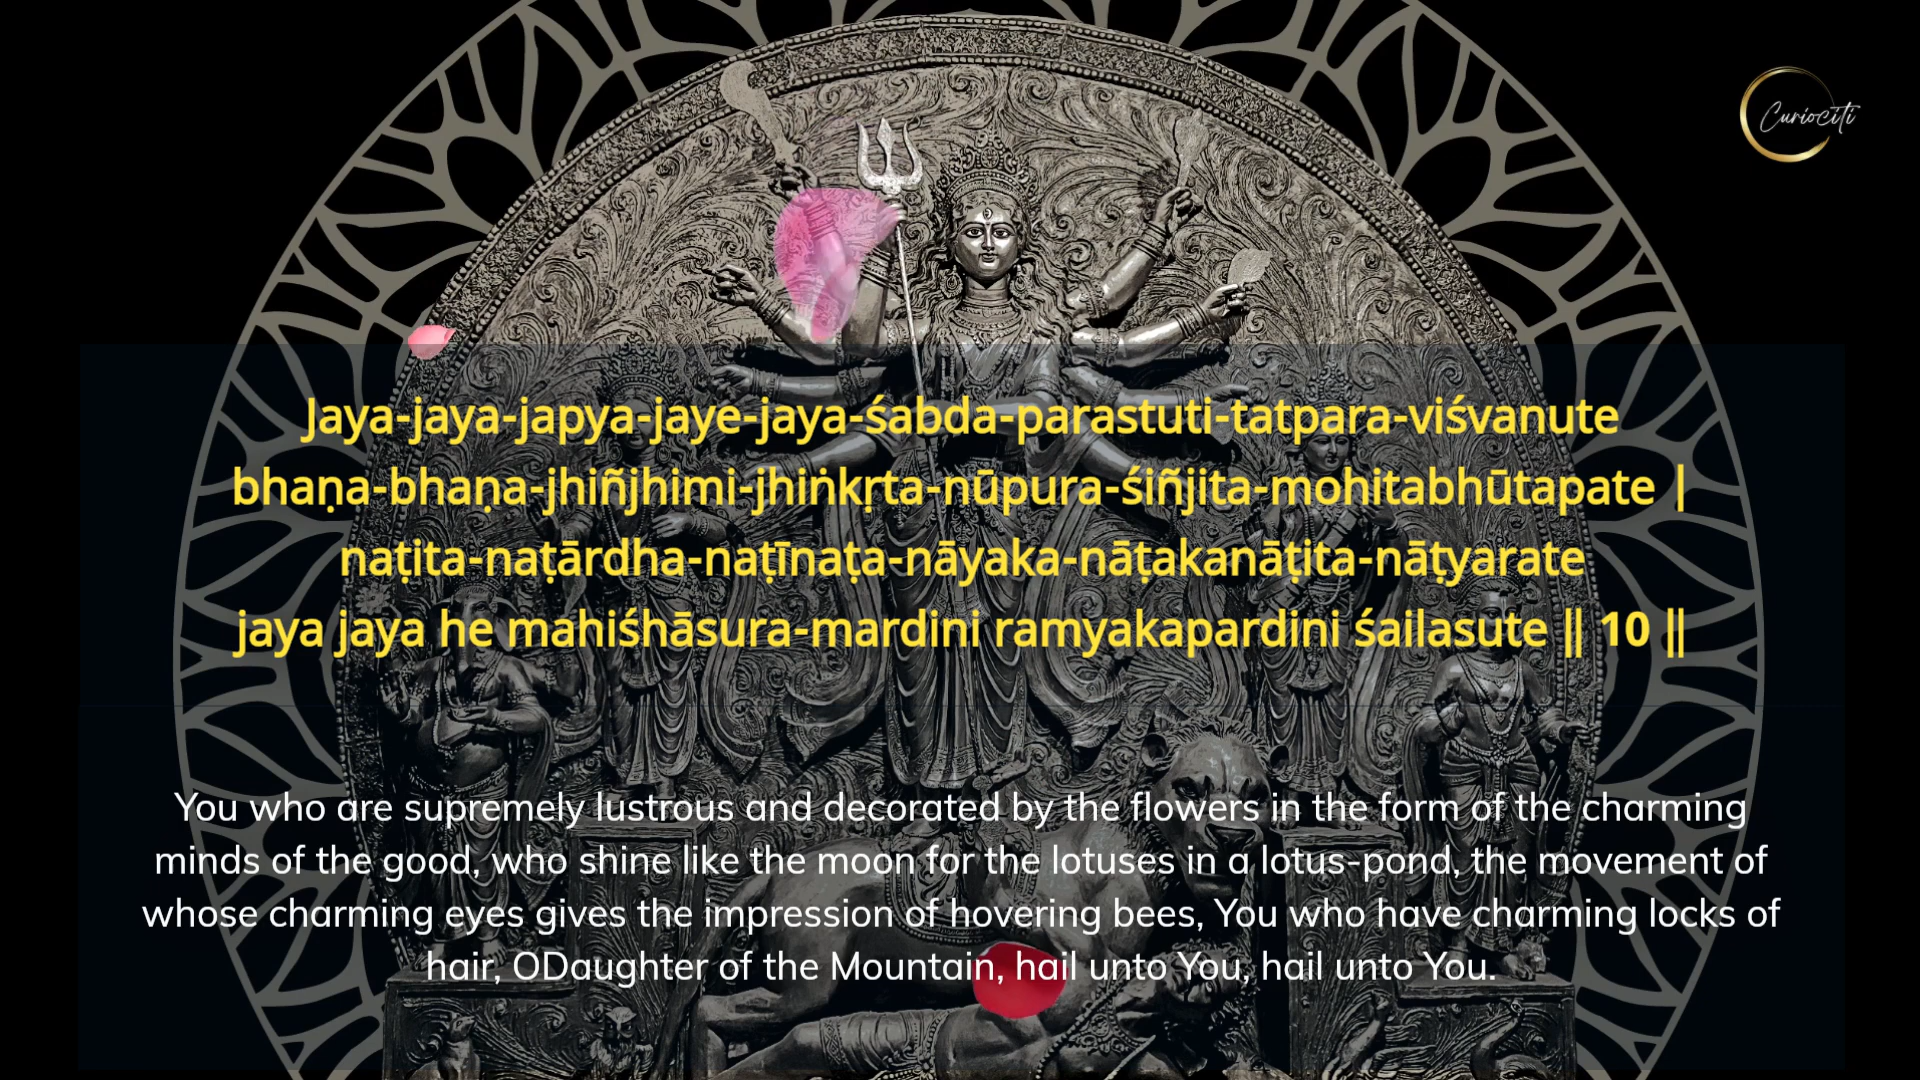 Curiociti
Jaya-jaya-japya-jaye-jaya-śabda-parastuti-tatpara-viśvanute
bhaṇa-bhaṇa-jhiñjhimi-jhiṅkṛta-nūpura-śiñjita-mohitabhūtapate |
naṭita-naṭārdha-naṭīnaṭa-nāyaka-nāṭakanāṭita-nāṭyarate
jaya jaya he mahiśhāsura-mardini ramyakapardini śailasute || 10 ||
You who are supremely lustrous and decorated by the flowers in the form of the charming
minds of the good, who shine like the moon for the lotuses in a lotus-pond, the movement of
whose charming eyes gives the impression of hovering bees, You who have charming locks of
hair, ODaughter of the Mountain, hail unto You, hail unto You.